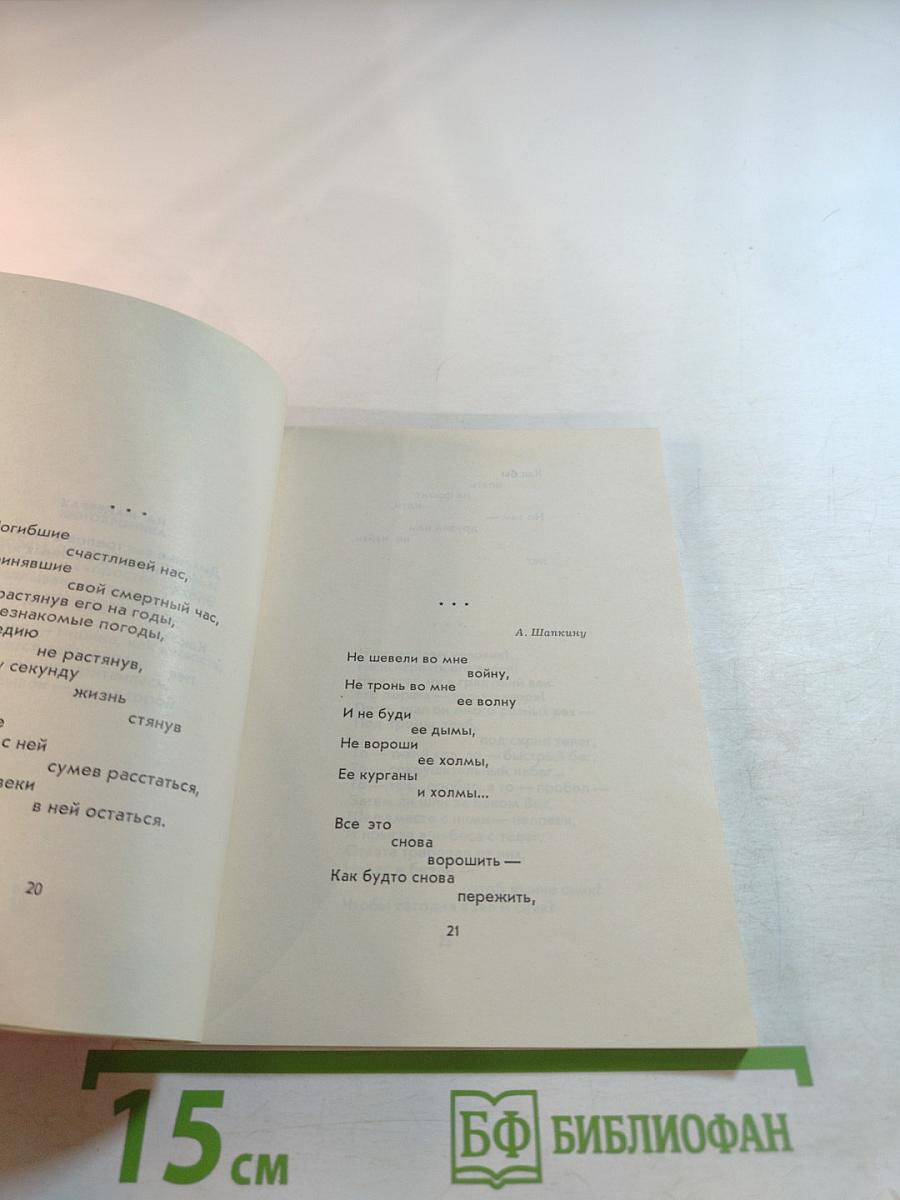 • • •
огибшие
счастливей нас,
инявшие
свой смертный час,
растянув его на годы,
езнакомые погоды,
едию
не растянув,
у секунду
жизнь
стянув
е
с ней
сумев расстаться,
веки
в ней остаться.
20
• • •
А. Шапкину
Не шевели во мне
войну,
Не тронь во мне
ее волну
И не буди
ее дымы,
Не вороши
ее холмы,
Ее курганы
и холмы...
Все это
снова
ворошить —
Как будто снова
пережить,
21
15 см
БФ БИБЛИОФАН